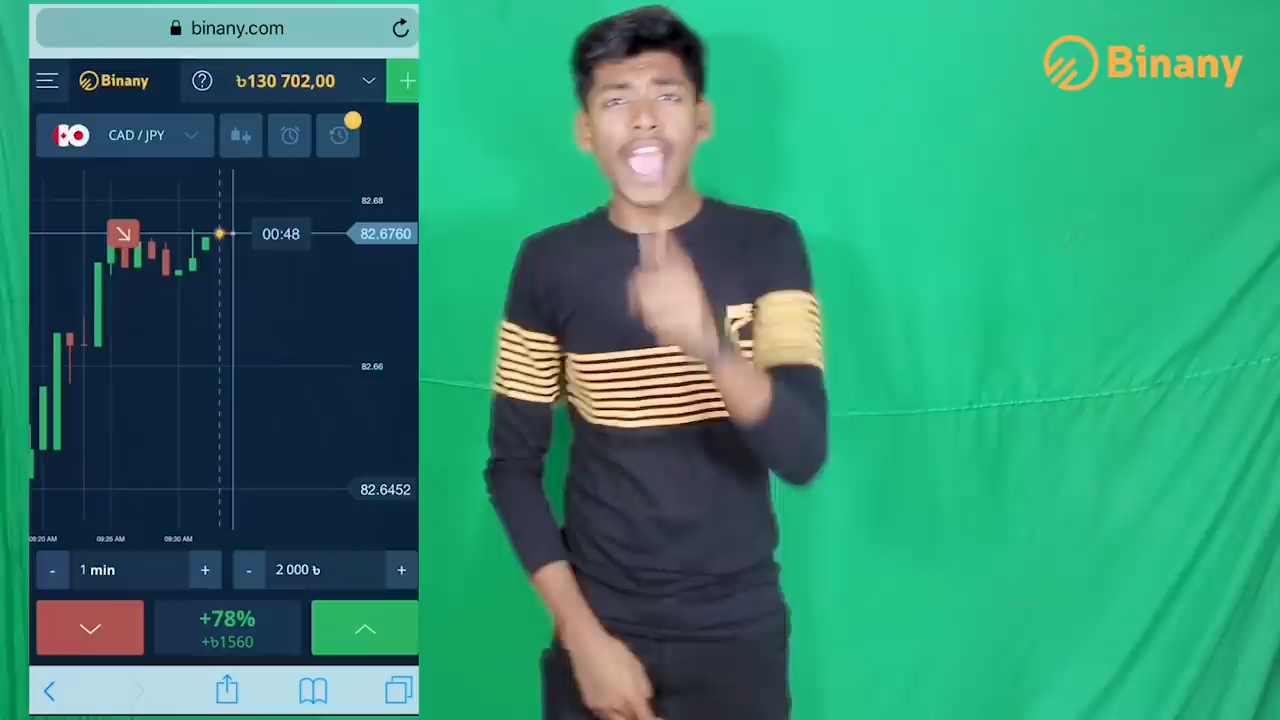 binany.com
Binany
?
৳130 702,00
+
CAD / JPY
1
82.68
00:48
82.6760
82.66
82.6452
09:20 AM
09:25 AM
09:30 AM
- 1 min +
- 2 000 ৳ +
+78%
+৳1560
Binany